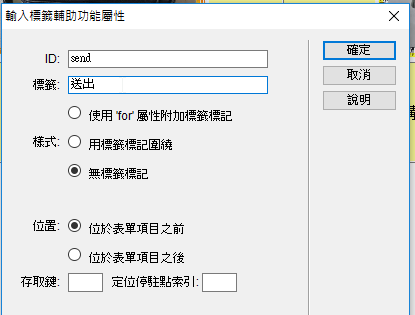 輸入標籤輔助功能屬性
ID: send
標籤: 送出
使用 'for' 屬性附加標籤標記
樣式: 用標籤標記圍繞
無標籤標記
位置: 位於表單項目之前
位於表單項目之後
存取鍵: 定位停駐點索引:
確定
取消
說明